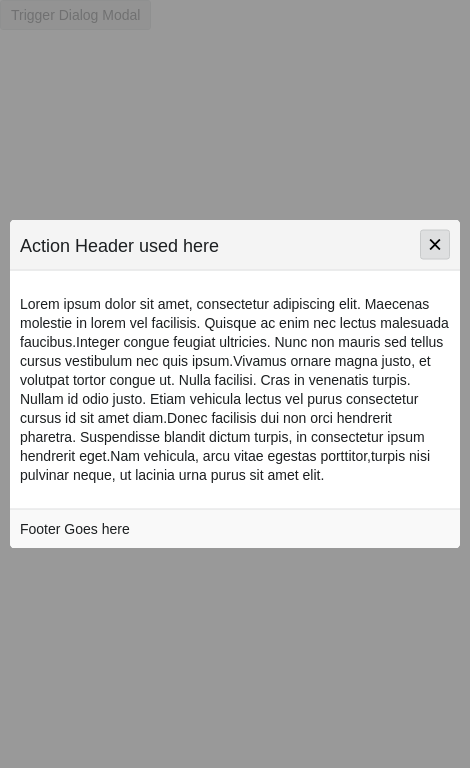 Trigger Dialog Modal
Action Header used here
Lorem ipsum dolor sit amet, consectetur adipiscing elit. Maecenas
molestie in lorem vel facilisis. Quisque ac enim nec lectus malesuada
faucibus.Integer congue feugiat ultricies. Nunc non mauris sed tellus
cursus vestibulum nec quis ipsum.Vivamus ornare magna justo, et
volutpat tortor congue ut. Nulla facilisi. Cras in venenatis turpis.
Nullam id odio justo. Etiam vehicula lectus vel purus consectetur
cursus id sit amet diam.Donec facilisis dui non orci hendrerit
pharetra. Suspendisse blandit dictum turpis, in consectetur ipsum
hendrerit eget.Nam vehicula, arcu vitae egestas porttitor,turpis nisi
pulvinar neque, ut lacinia urna purus sit amet elit.
Footer Goes here